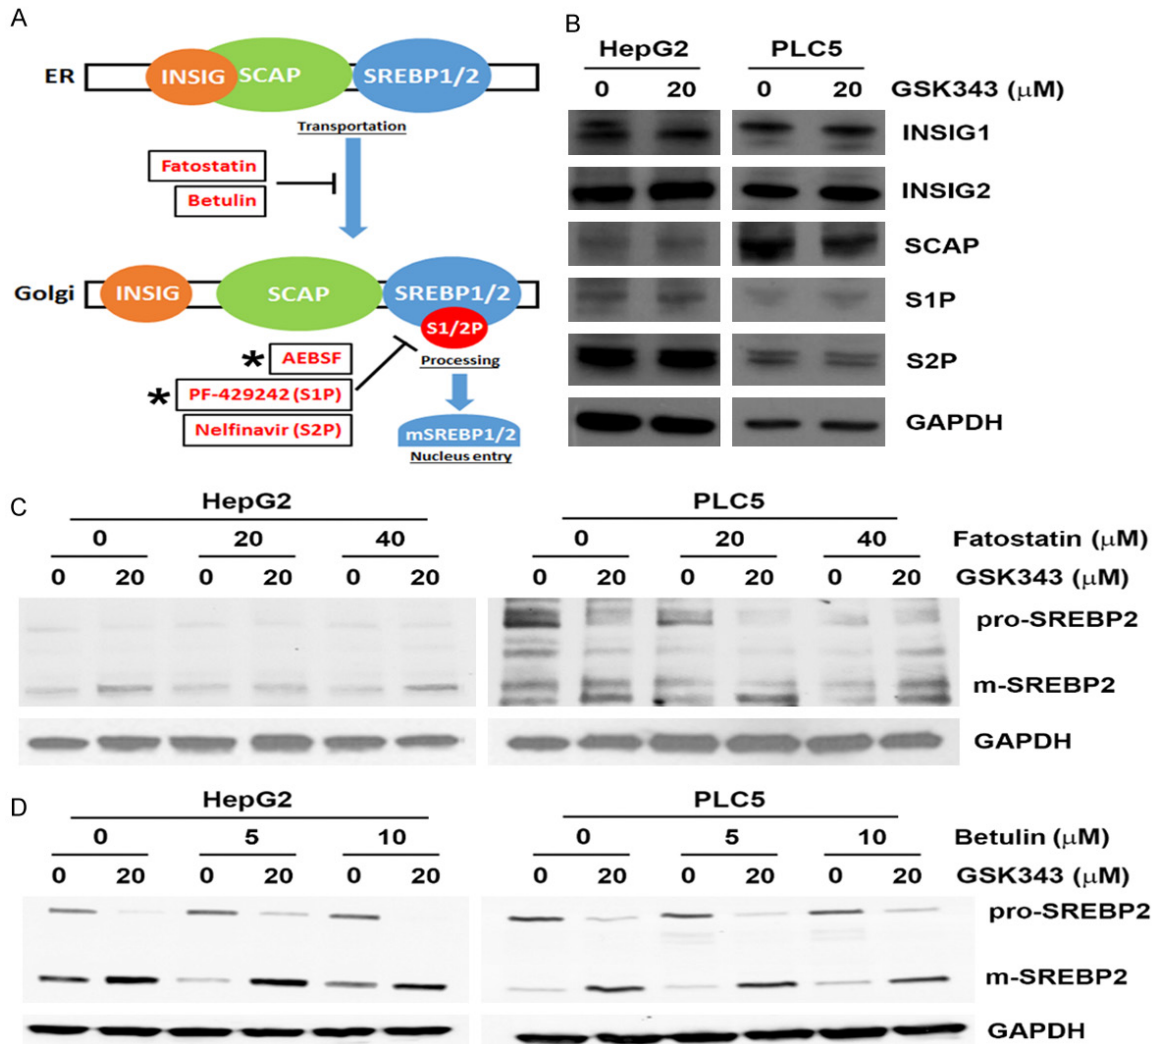 A
ER
INSIG
SCAP
SREBP1/2
Transportation
Fatostatin
Betulin
Golgi
INSIG
SCAP
SREBP1/2
S1/2P
* AEBSF
Processing
* PF-429242 (S1P)
Nelfinavir (S2P)
mSREBP1/2
Nucleus entry
B
HepG2 PLC5
0 20 0 20 GSK343 (μM)
INSIG1
INSIG2
SCAP
S1P
S2P
GAPDH
C
HepG2 PLC5
0 20 40 0 20 40 Fatostatin (μM)
0 20 0 20 0 20 0 20 0 20 0 20 GSK343 (μM)
pro-SREBP2
m-SREBP2
GAPDH
D
HepG2 PLC5
0 5 10 0 5 10 Betulin (μM)
0 20 0 20 0 20 0 20 0 20 0 20 GSK343 (μM)
pro-SREBP2
m-SREBP2
GAPDH